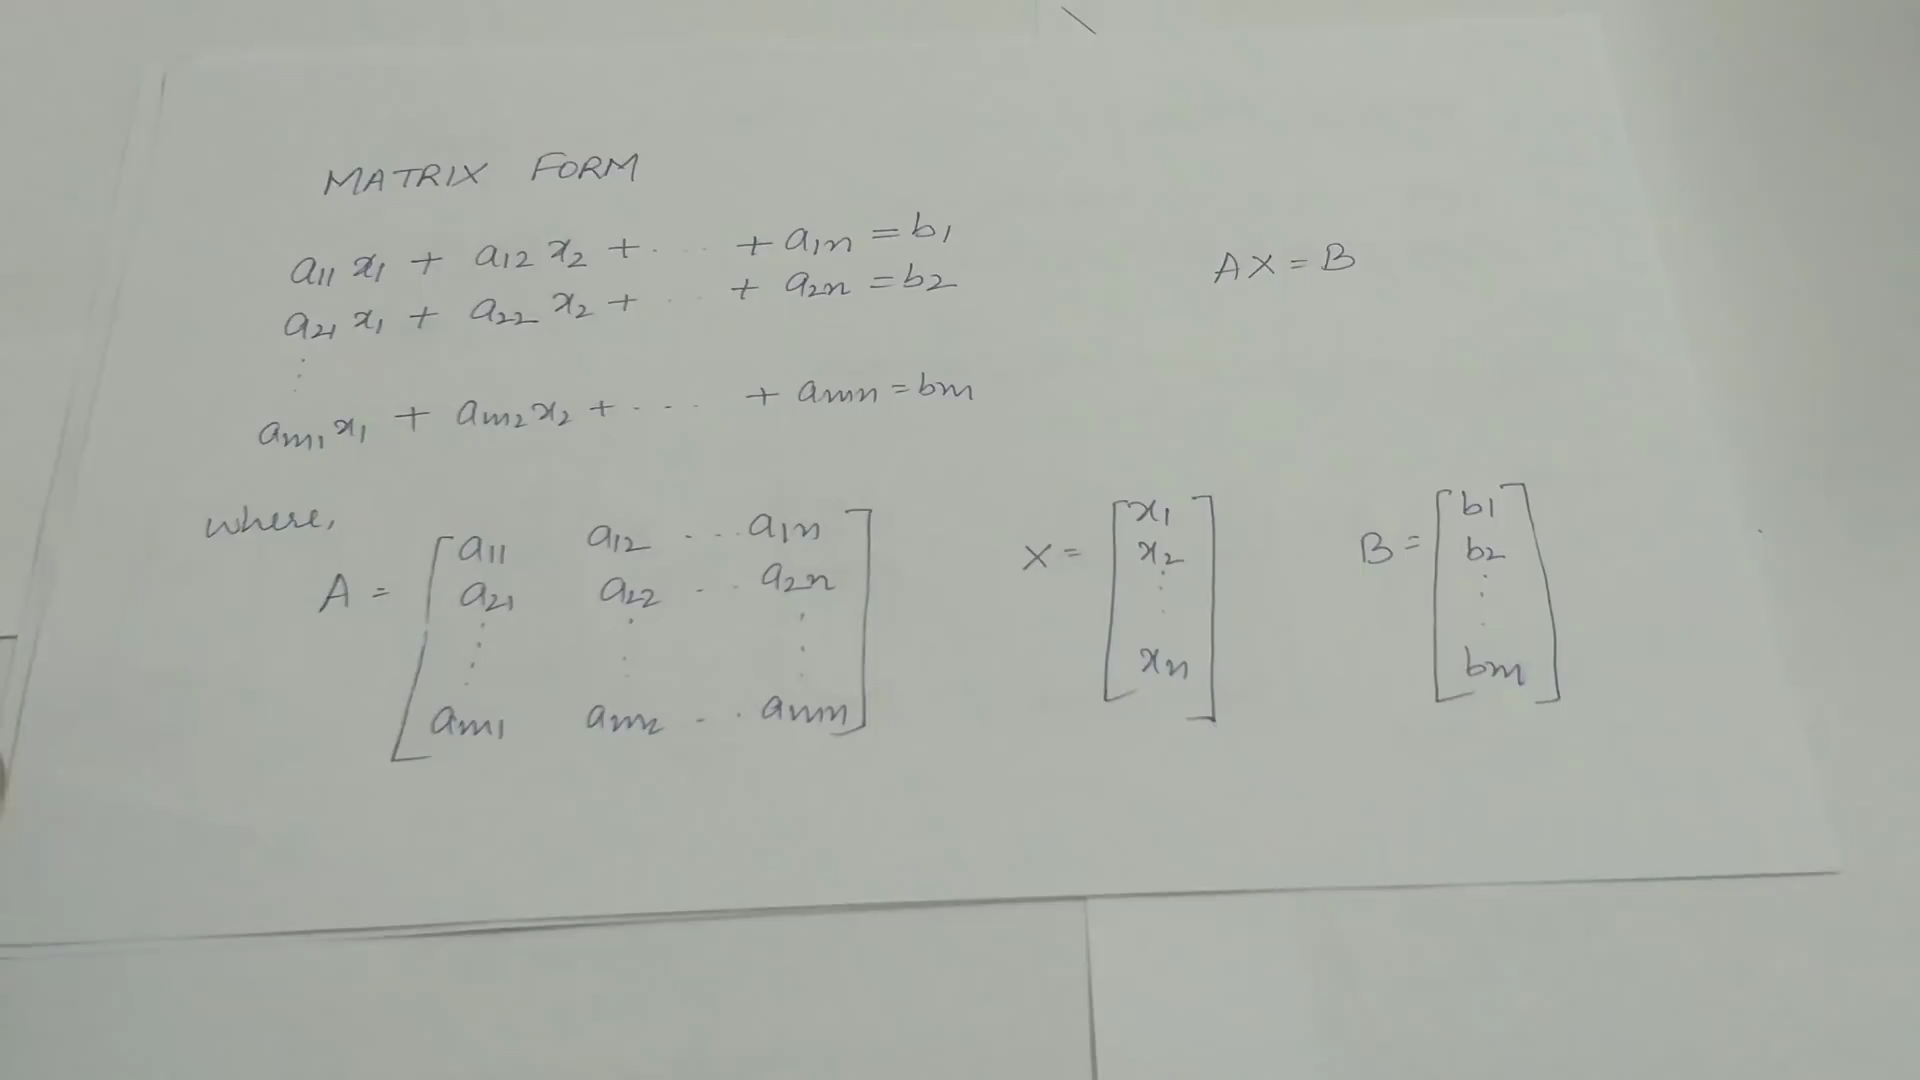 MATRIX FORM
a11 x1 + a12 x2 + .... + a1n = b1
a21 x1 + a22 x2 + .... + a2n = b2
⋮
am1 x1 + am2 x2 + .... + amn = bm
AX = B
where,
A = [a11 a12 ... a1n
a21 a22 ... a2n
⋮ ⋮ ⋮
am1 am2 ... amn]
X = [x1
x2
⋮
xn]
B = [b1
b2
⋮
bm]